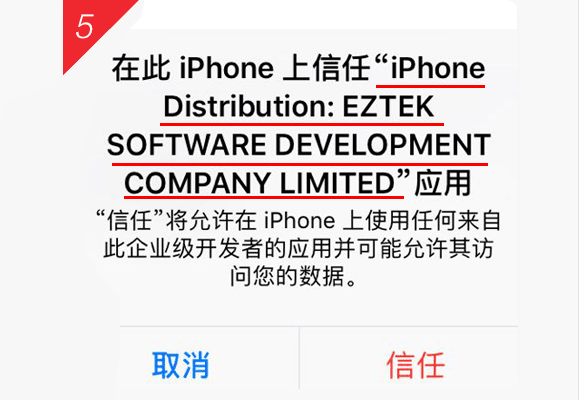 5
在此 iPhone 上信任“iPhone
Distribution: EZTEK
SOFTWARE DEVELOPMENT
COMPANY LIMITED”应用
“信任”将允许在 iPhone 上使用任何来自
此企业级开发者的应用并可能允许其访
问您的数据。
取消 信任